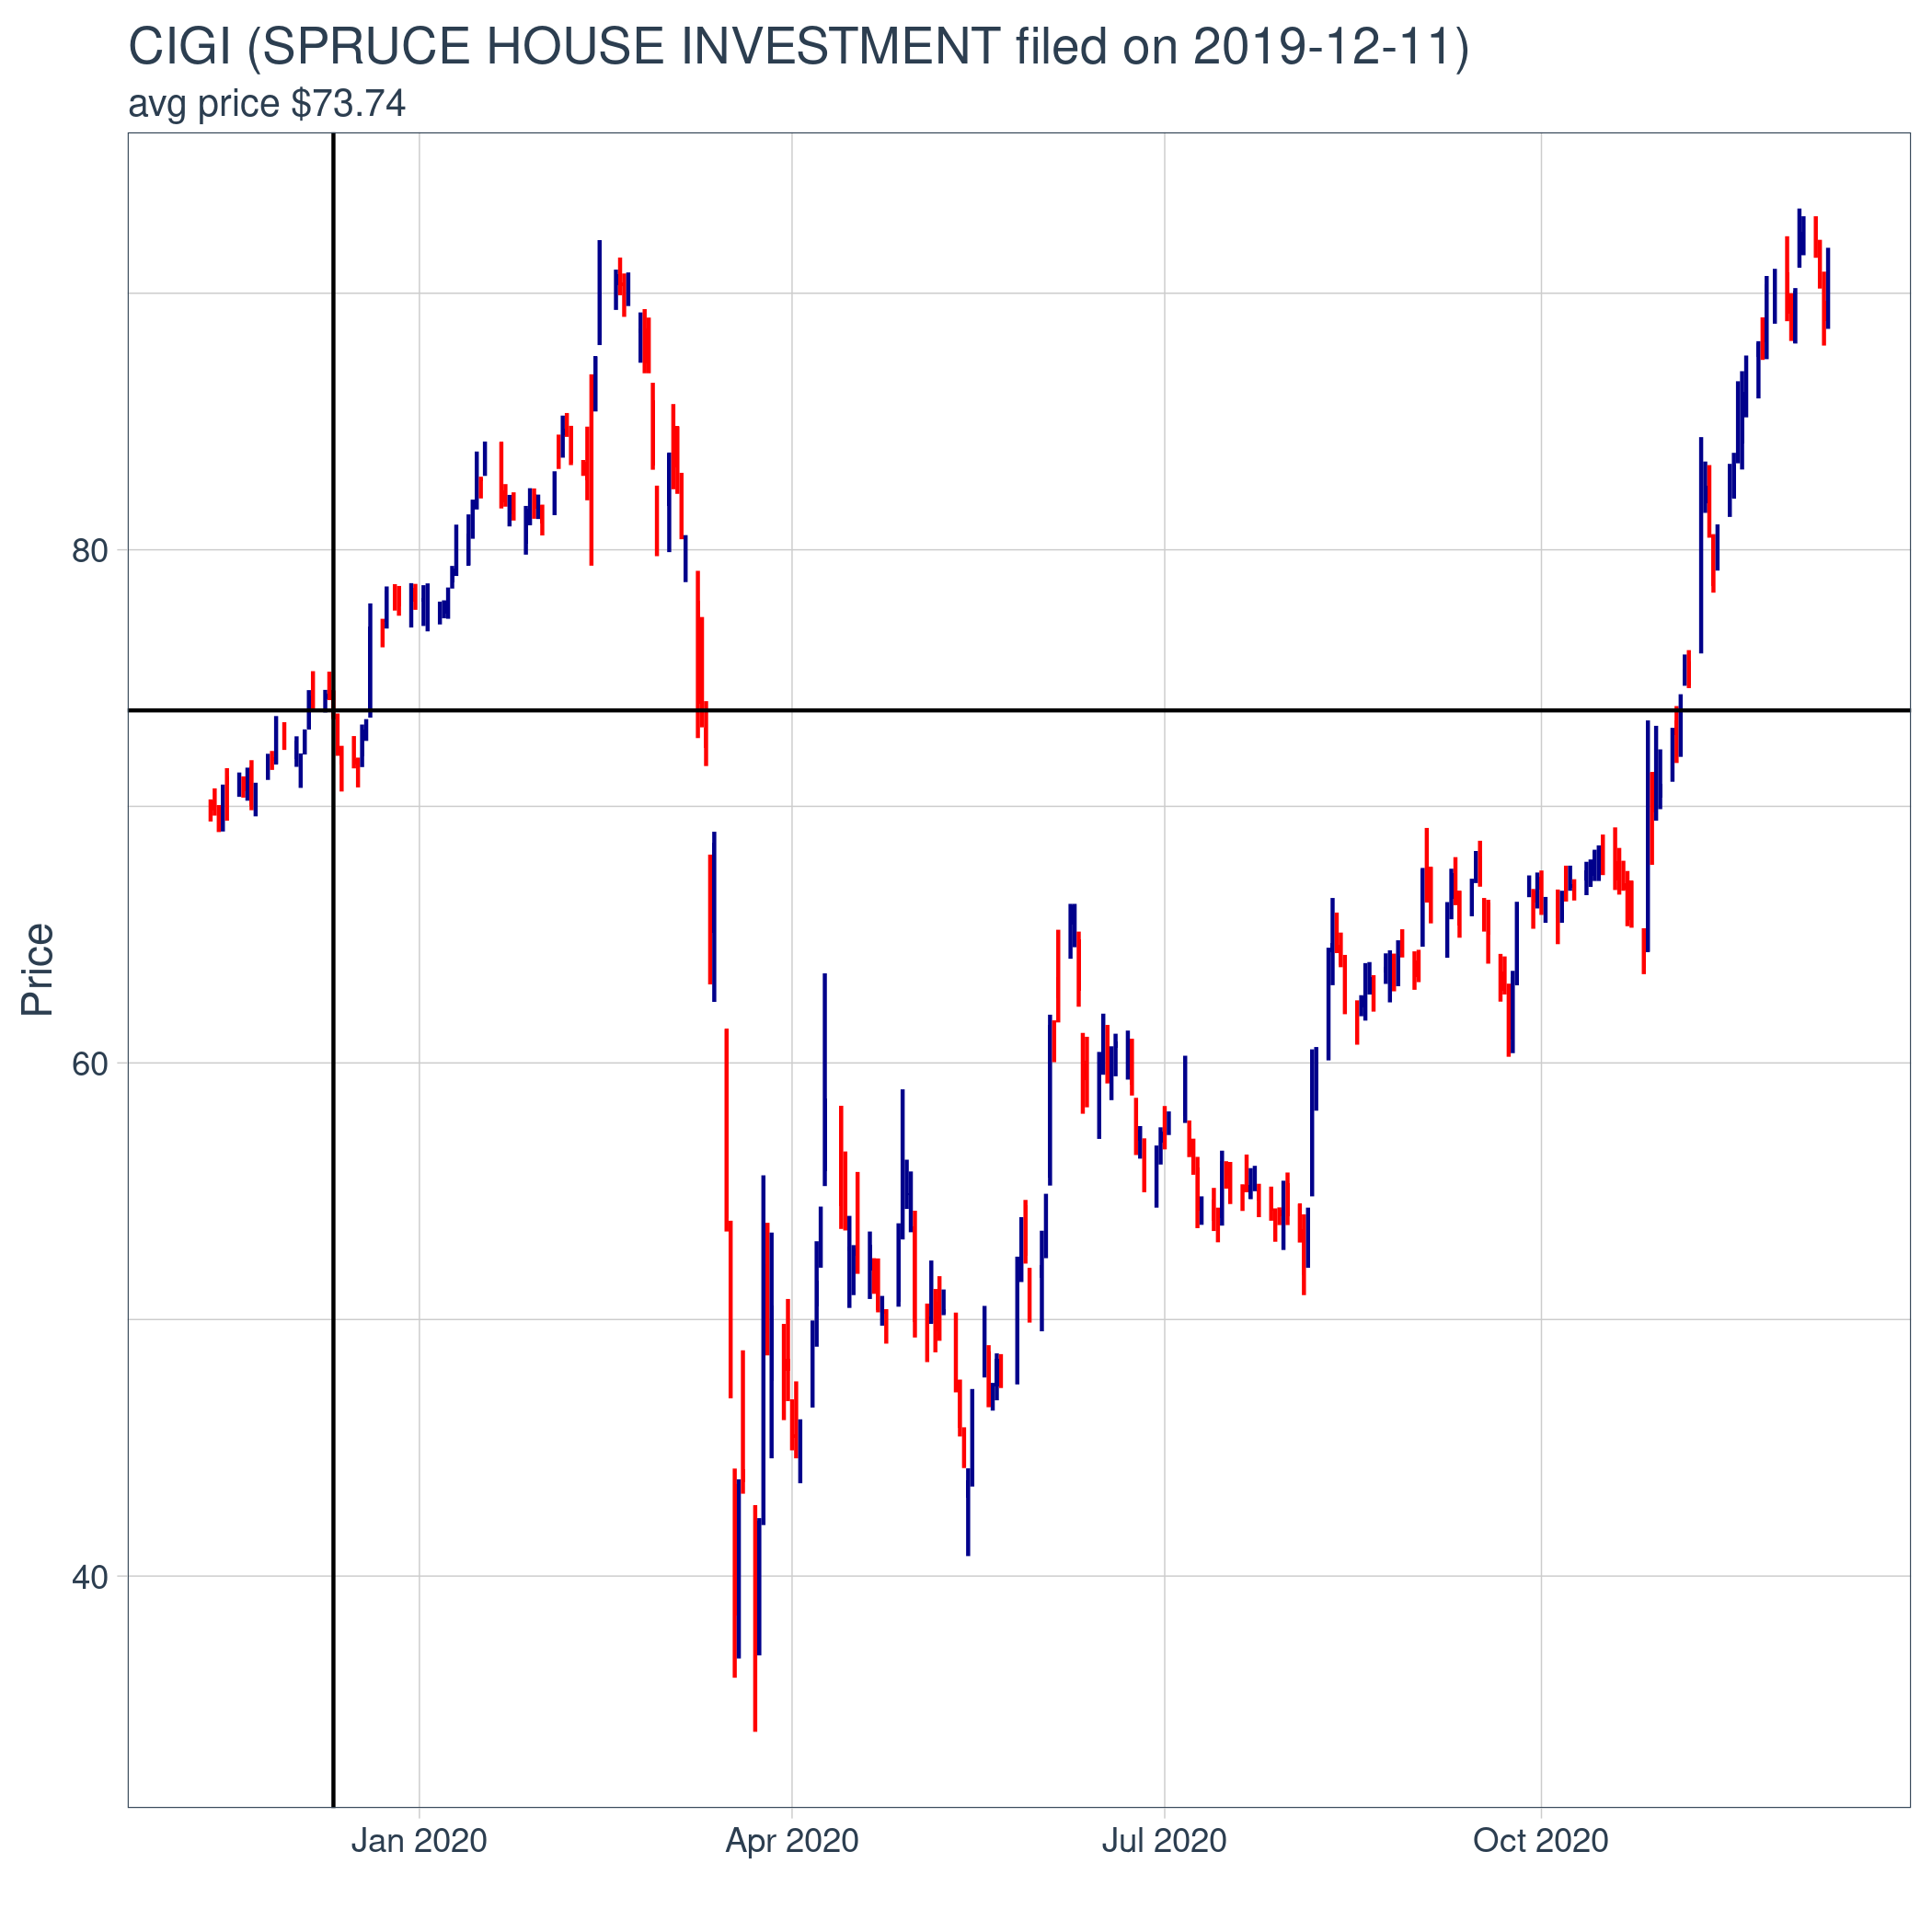 CIGI (SPRUCE HOUSE INVESTMENT filed on 2019-12-11)
avg price $73.74
Price
80
60
40
Jan 2020
Apr 2020
Jul 2020
Oct 2020